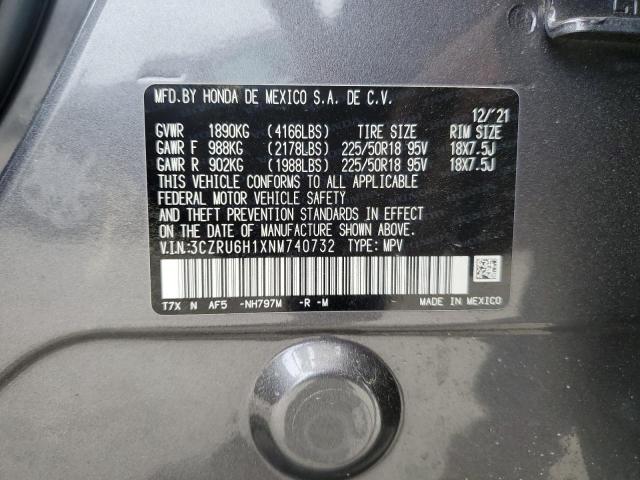 MFD.BY HONDA DE MEXICO S.A. DE C.V.
12/'21
GVWR 1890KG (4166LBS) TIRE SIZE RIM SIZE
GAWR F 988KG (2178LBS) 225/50R18 95V 18X7.5J
GAWR R 902KG (1988LBS) 225/50R18 95V 18X7.5J
THIS VEHICLE CONFORMS TO ALL APPLICABLE
FEDERAL MOTOR VEHICLE SAFETY
AND THEFT PREVENTION STANDARDS IN EFFECT
ON THE DATE OF MANUFACTURE SHOWN ABOVE.
V.I.N:3CZRU6H1XNM740732 TYPE: MPV
T7X N AF5 -NH797M -R -M MADE IN MEXICO